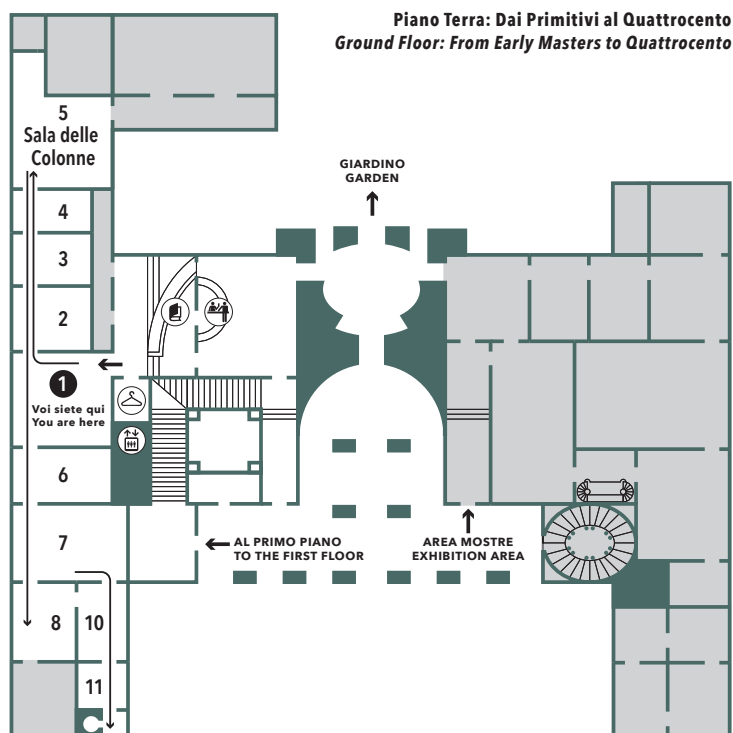 Piano Terra: Dai Primitivi al Quattrocento
Ground Floor: From Early Masters to Quattrocento
5
Sala delle
Colonne
GIARDINO
GARDEN
4
3
2
1
Voi siete qui
You are here
6
7
AL PRIMO PIANO
TO THE FIRST FLOOR
AREA MOSTRE
EXHIBITION AREA
8
10
11